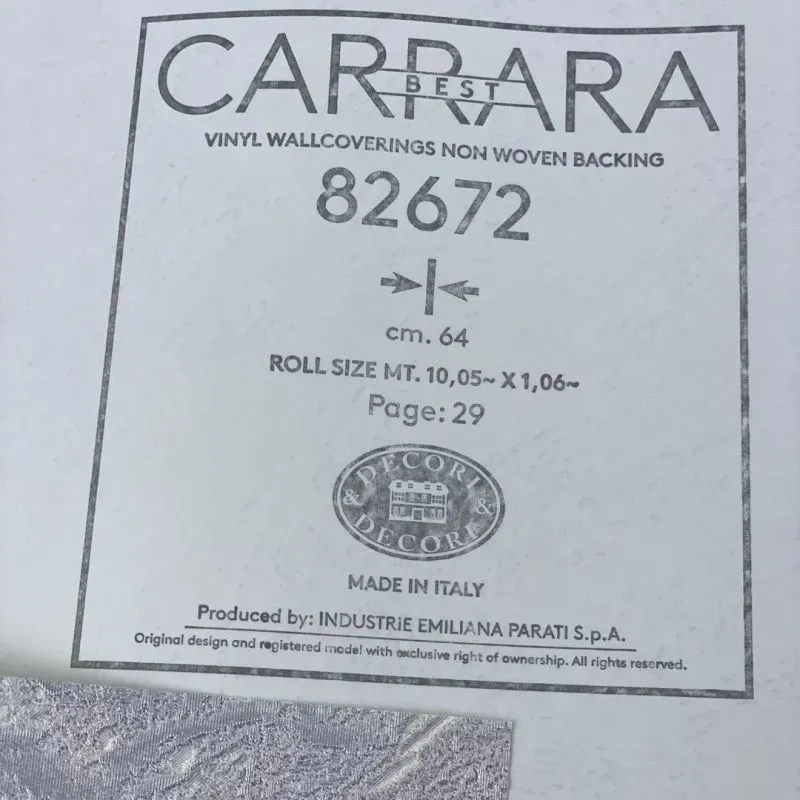 CARRARA
BEST
VINYL WALLCOVERINGS NON WOVEN BACKING
82672
cm. 64
ROLL SIZE MT. 10,05~ X 1,06~
Page: 29
& DECORI &
DECORI
MADE IN ITALY
Produced by: INDUSTRIE EMILIANA PARATI S.p.A.
Original design and registered model with exclusive right of ownership. All rights reserved.